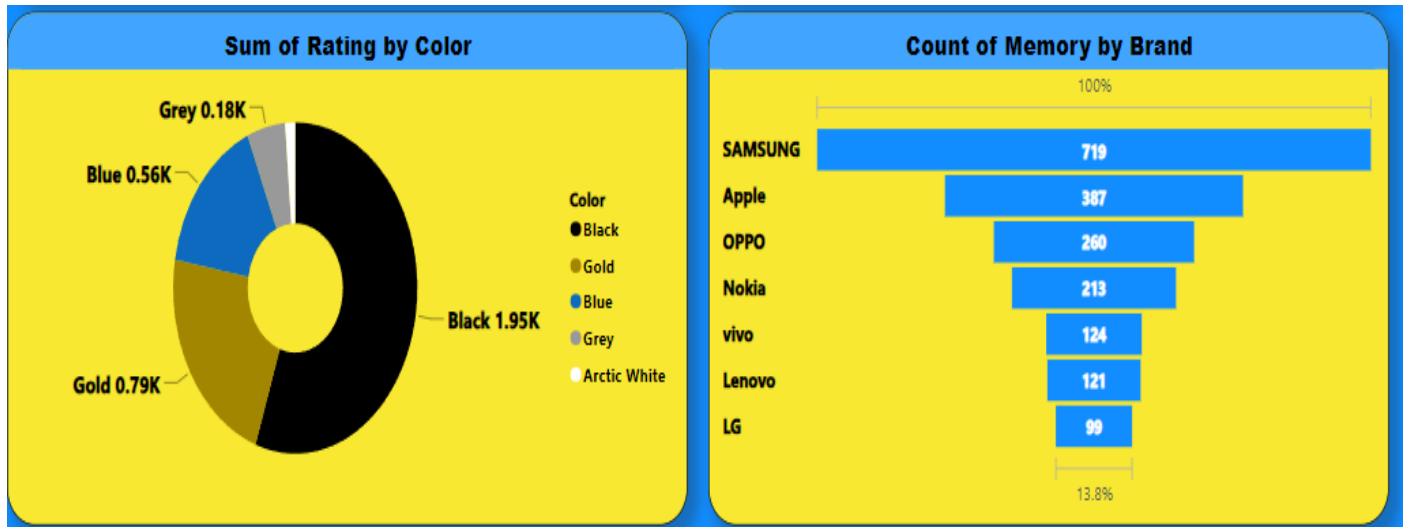 Sum of Rating by Color
Grey 0.18K
Blue 0.56K
Black 1.95K
Gold 0.79K
Color
Black
Gold
Blue
Grey
Arctic White
Count of Memory by Brand
100%
SAMSUNG 719
Apple 387
OPPO 260
Nokia 213
vivo 124
Lenovo 121
LG 99
13.8%